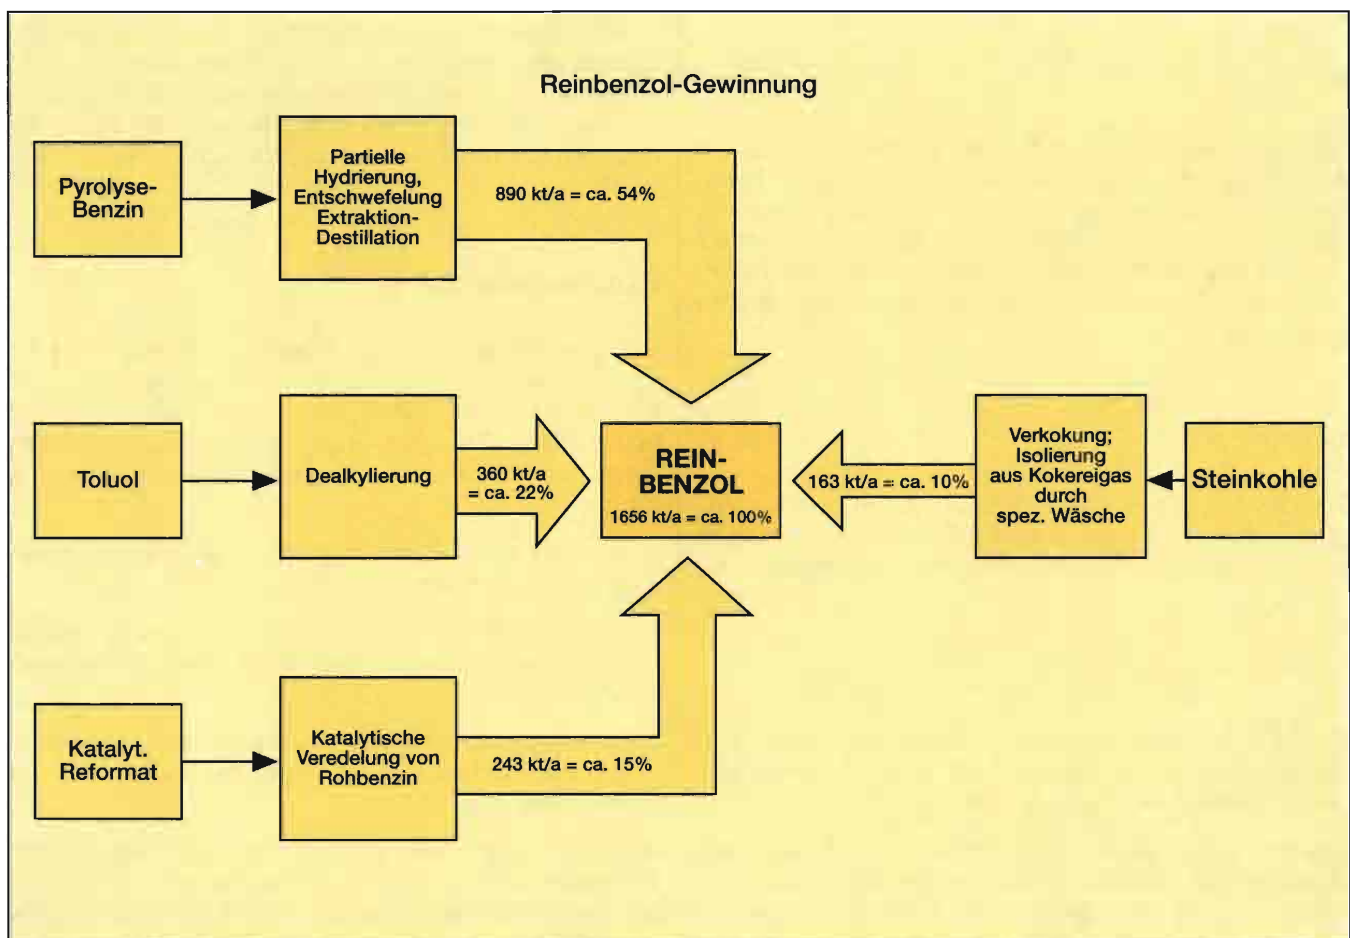 Reinbenzol-Gewinnung
Pyrolyse-
Benzin
Partielle
Hydrierung,
Entschwefelung
Extraktion-
Destillation
890 kt/a = ca. 54%
Toluol
Dealkylierung
360 kt/a
= ca. 22%
REIN-
BENZOL
1656 kt/a = ca. 100%
163 kt/a = ca. 10%
Verkokung;
Isolierung
aus Kokereigas
durch
spez. Wäsche
Steinkohle
Katalyt.
Reformat
Katalytische
Veredelung von
Rohbenzin
243 kt/a = ca. 15%